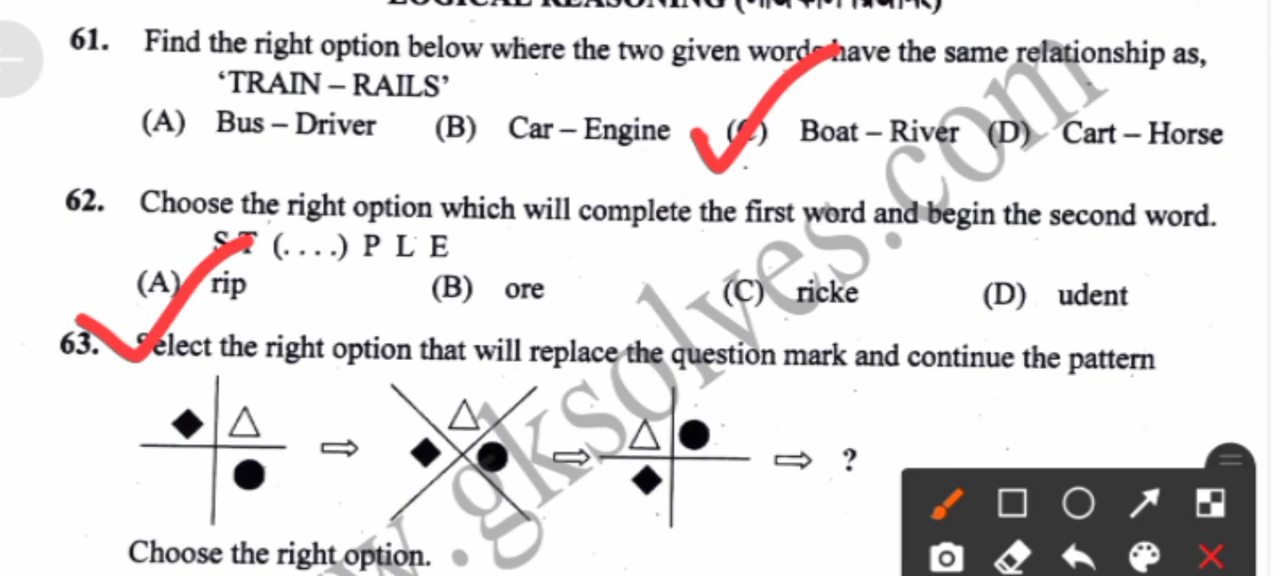 LOGICAL REASONING
61. Find the right option below where the two given words have the same relationship as,
‘TRAIN – RAILS’
(A) Bus – Driver (B) Car – Engine (C) Boat – River (D) Cart – Horse
62. Choose the right option which will complete the first word and begin the second word.
S T (....) P L E
(A) rip (B) ore (C) ricke (D) udent
63. Select the right option that will replace the question mark and continue the pattern
⇨ ⇨ ⇨ ?
Choose the right option.
w.gksolves.com